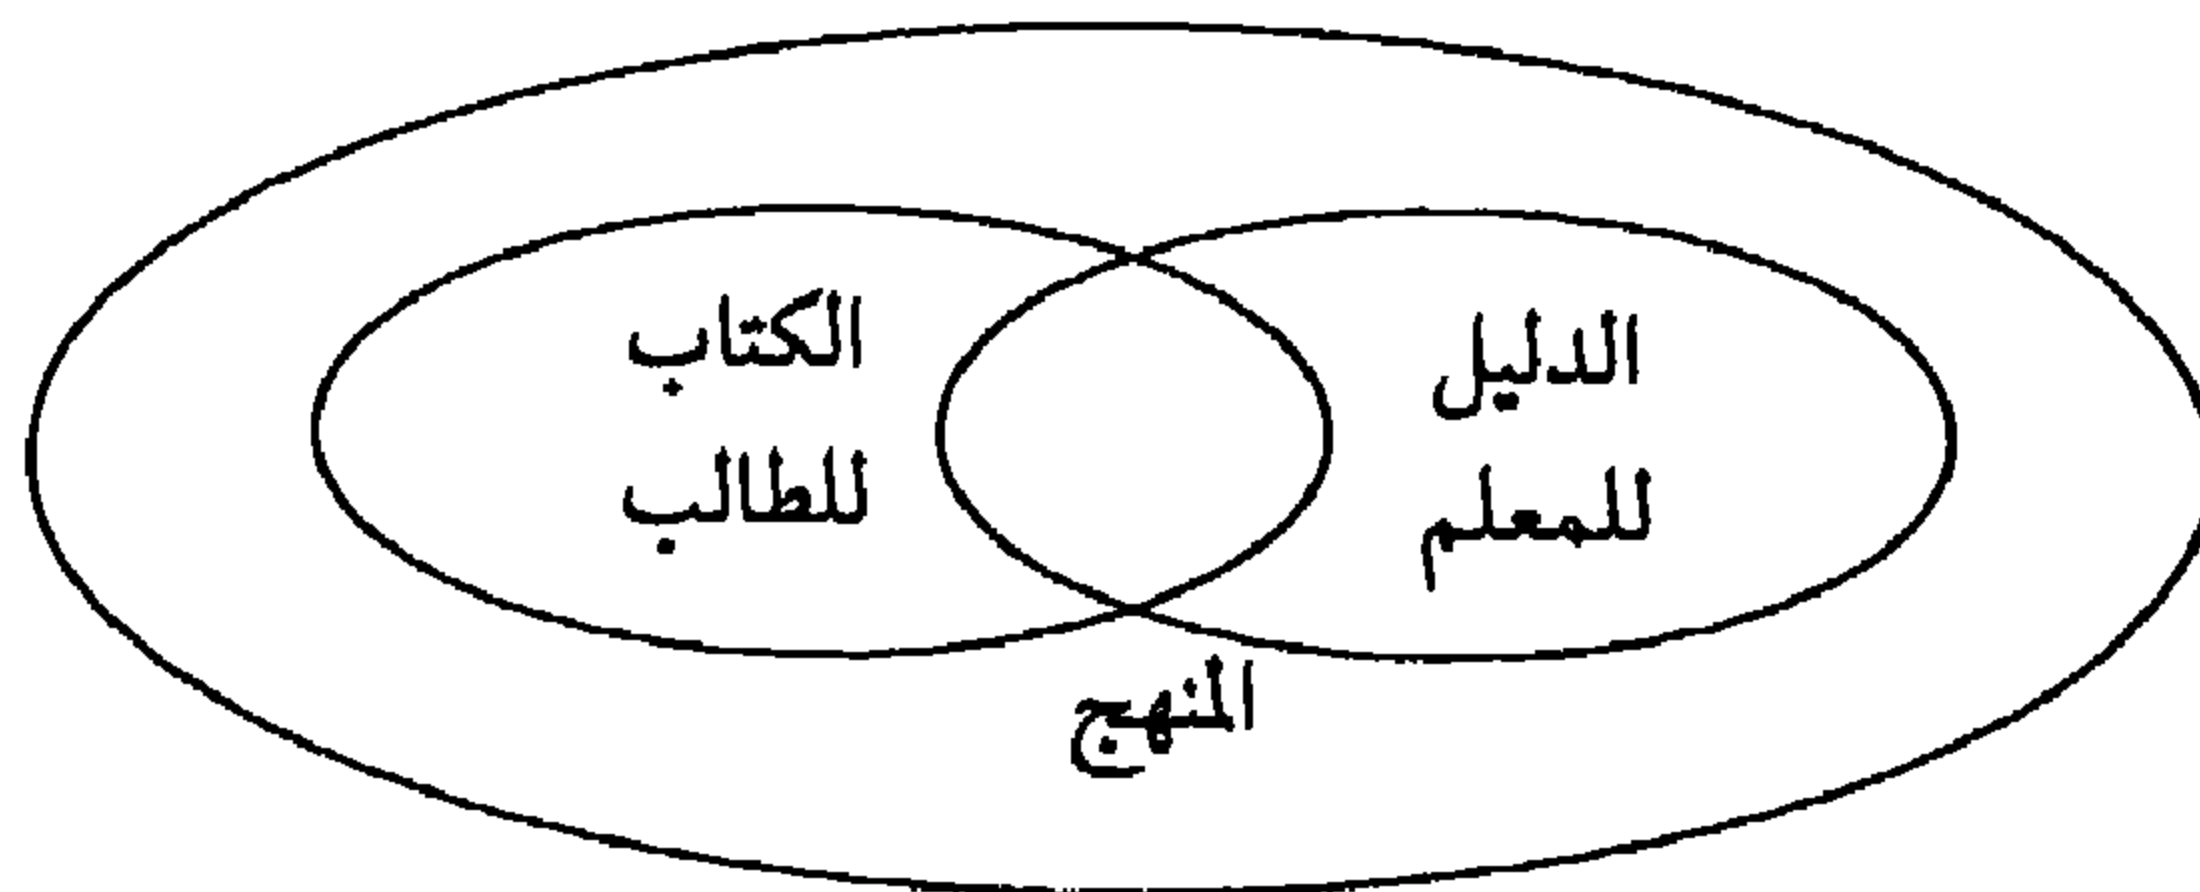 الدليل
للمعلم
الكتاب
للطالب
المنهج